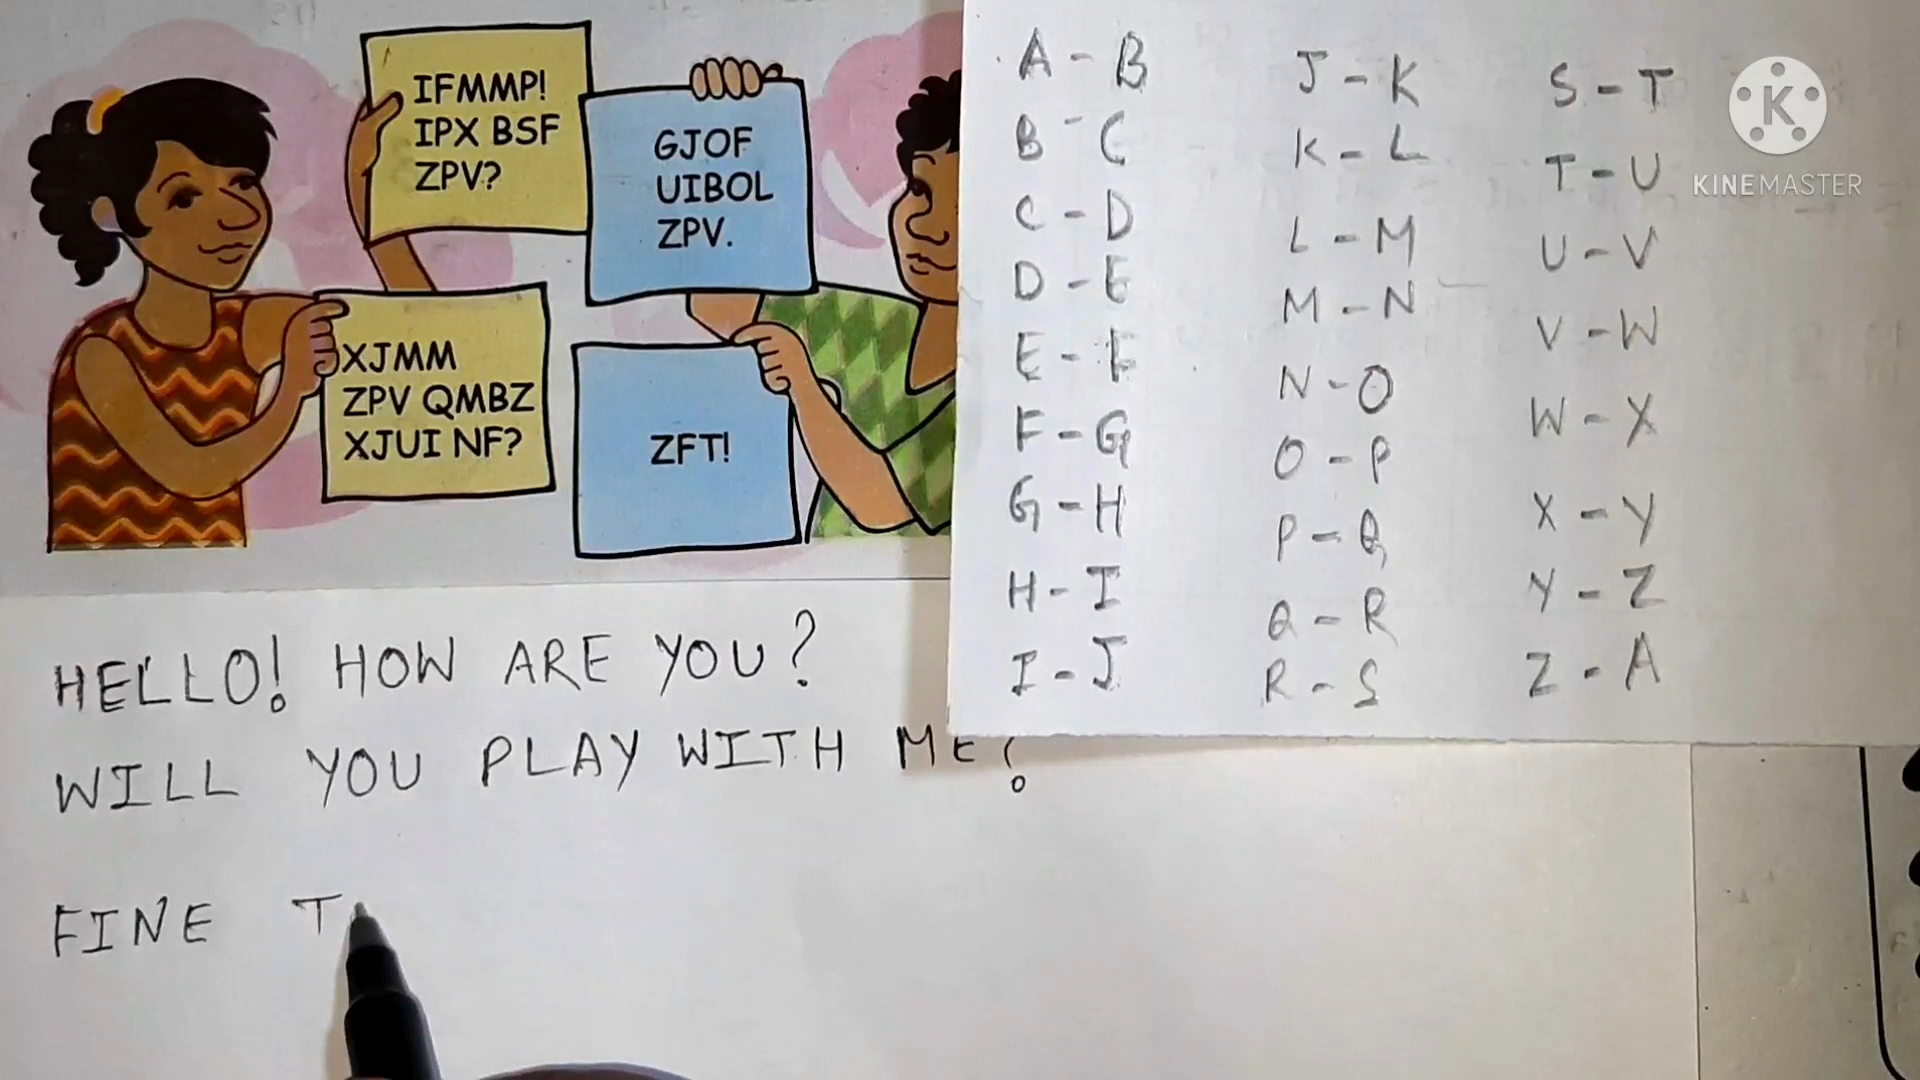 IFMMP!
IPX BSF
ZPV?
GJOF
UIBOL
ZPV.
XJMM
ZPV QMBZ
XJUI NF?
ZFT!
A - B
B - C
C - D
D - E
E - F
F - G
G - H
H - I
I - J
J - K
K - L
L - M
M - N
N - O
O - P
P - Q
Q - R
R - S
S - T
T - U
U - V
V - W
W - X
X - Y
Y - Z
Z - A
K
KINEMASTER
HELLO! HOW ARE YOU?
WILL YOU PLAY WITH ME?
FINE T